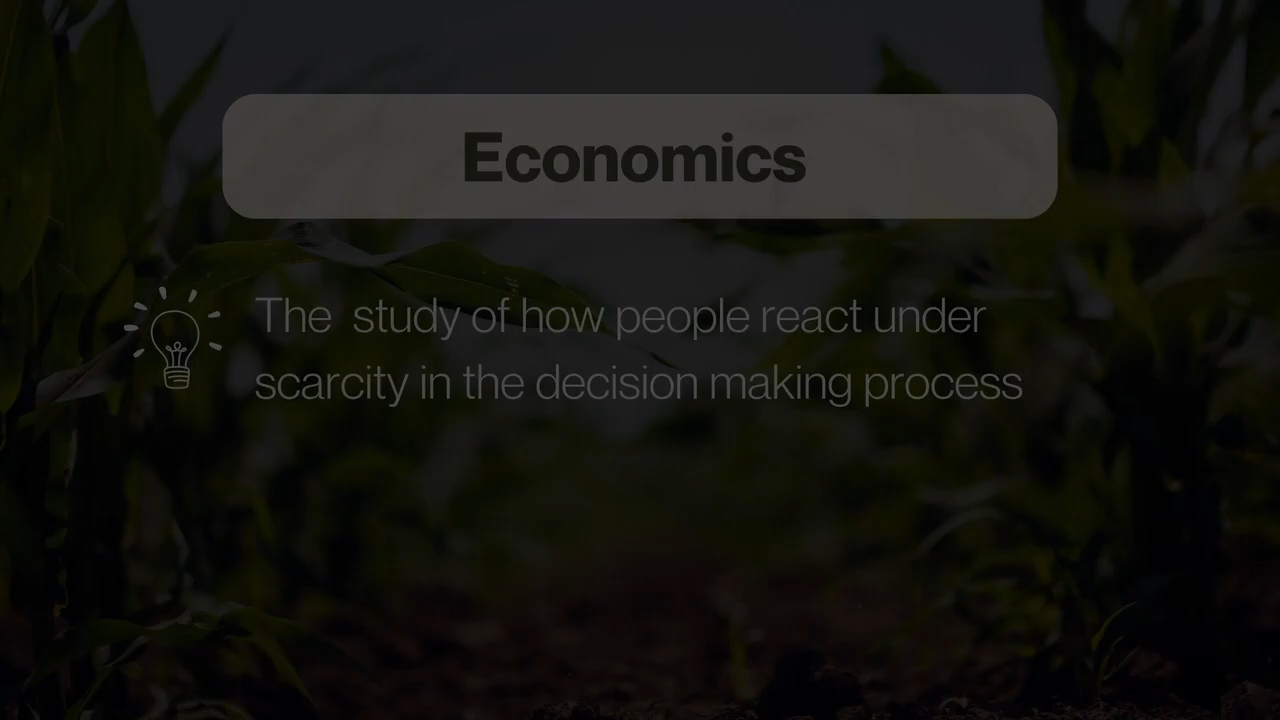 Economics
The study of how people react under
scarcity in the decision making process